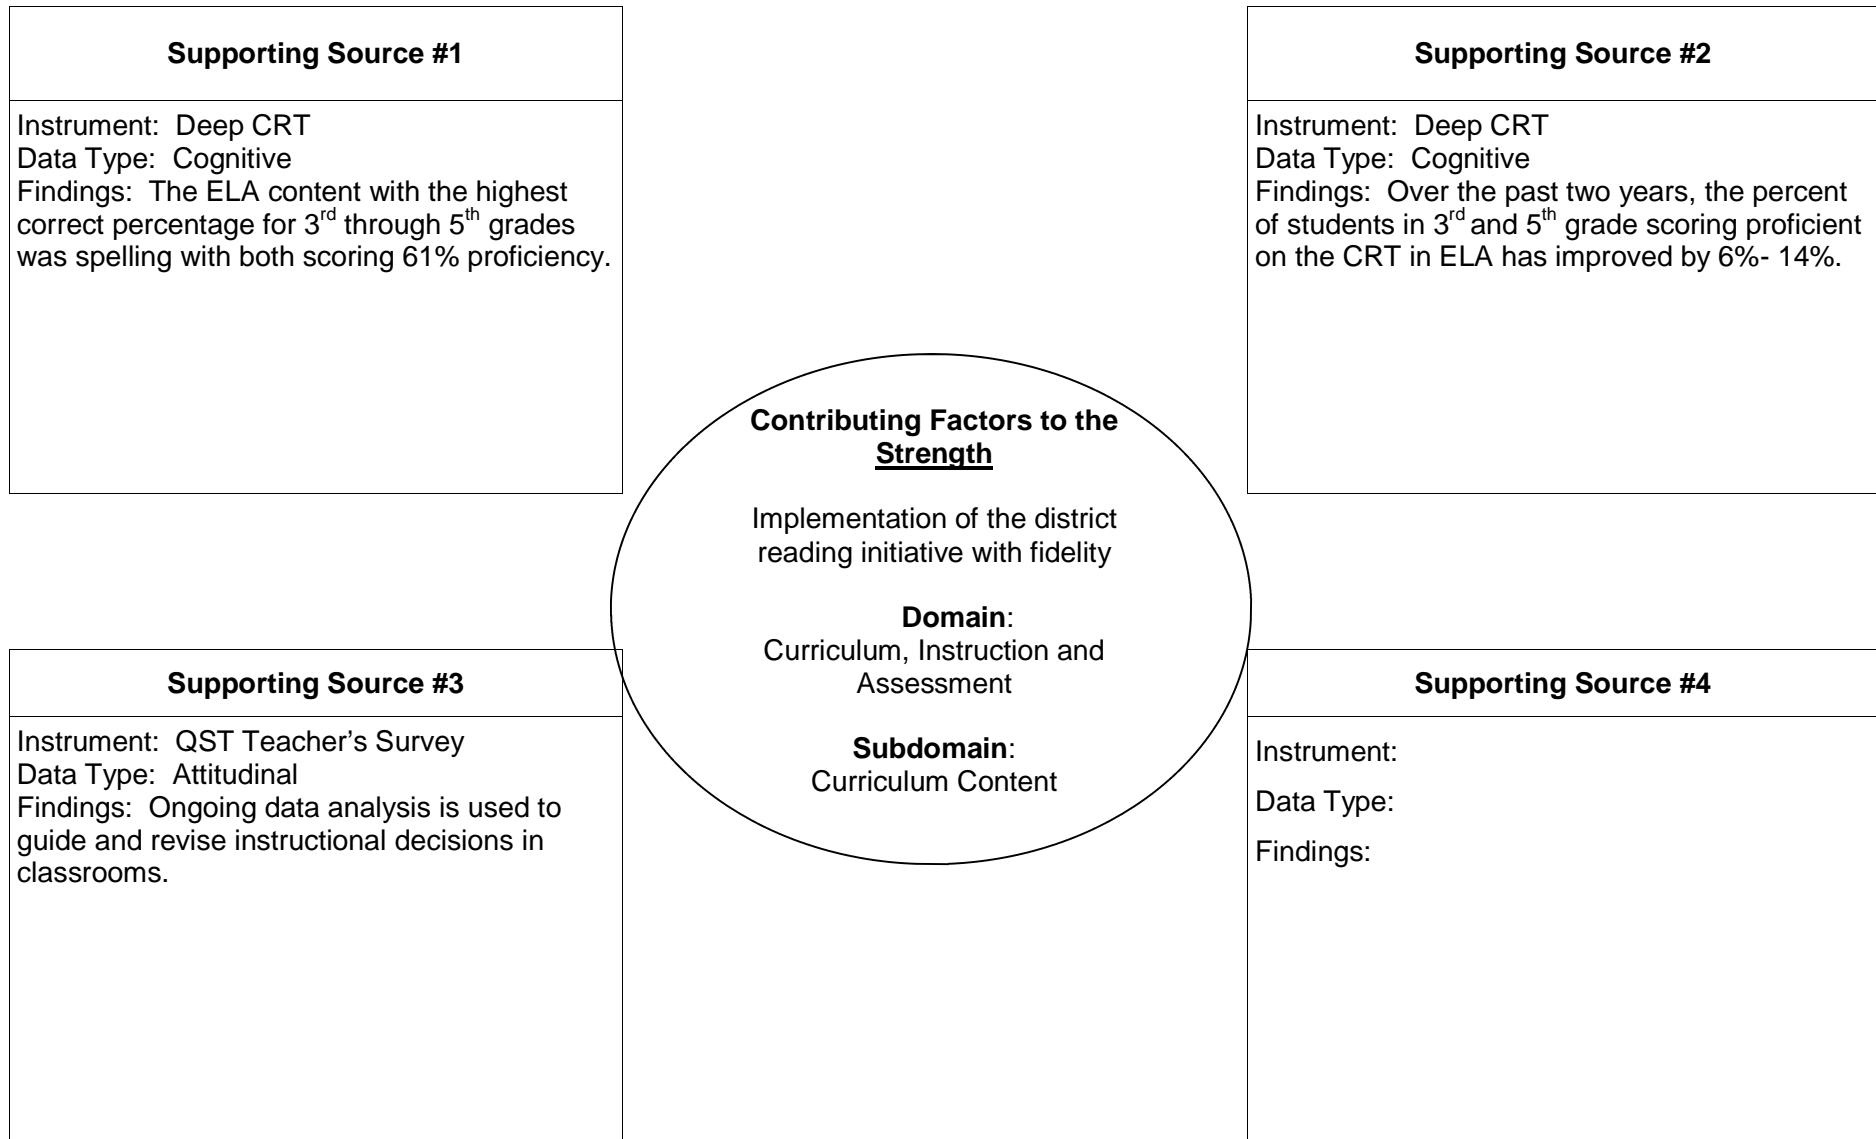 Supporting Source #1
Instrument: Deep CRT
Data Type: Cognitive
Findings: The ELA content with the highest
correct percentage for 3rd through 5th grades
was spelling with both scoring 61% proficiency.
Supporting Source #2
Instrument: Deep CRT
Data Type: Cognitive
Findings: Over the past two years, the percent
of students in 3rd and 5th grade scoring proficient
on the CRT in ELA has improved by 6%- 14%.
Contributing Factors to the
Strength
Implementation of the district
reading initiative with fidelity
Domain:
Curriculum, Instruction and
Assessment
Subdomain:
Curriculum Content
Supporting Source #3
Instrument: QST Teacher’s Survey
Data Type: Attitudinal
Findings: Ongoing data analysis is used to
guide and revise instructional decisions in
classrooms.
Supporting Source #4
Instrument:
Data Type:
Findings: